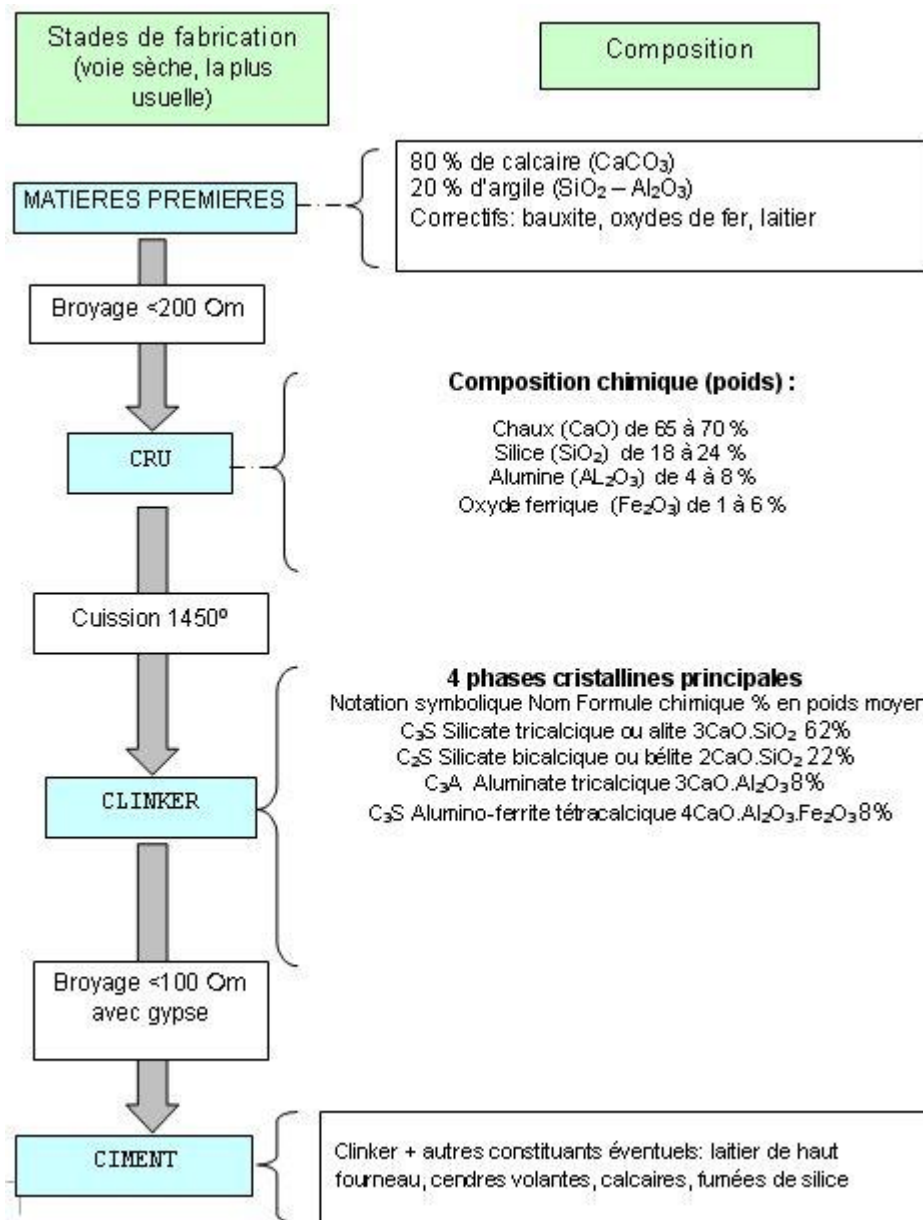 Stades de fabrication
(voie sèche, la plus
usuelle)
Composition
MATIERES PREMIERES
80 % de calcaire (CaCO₃)
20 % d'argile (SiO₂ – Al₂O₃)
Correctifs: bauxite, oxydes de fer, laitier
Broyage <200 Om
CRU
Composition chimique (poids) :
Chaux (CaO) de 65 à 70 %
Silice (SiO₂) de 18 à 24 %
Alumine (AL₂O₃) de 4 à 8 %
Oxyde ferrique (Fe₂O₃) de 1 à 6 %
Cuission 1450º
CLINKER
4 phases cristallines principales
Notation symbolique Nom Formule chimique % en poids moyen
C₃S Silicate tricalcique ou alite 3CaO.SiO₂ 62%
C₂S Silicate bicalcique ou bélite 2CaO.SiO₂ 22%
C₃A Aluminate tricalcique 3CaO.Al₂O₃ 8%
C₃S Alumino-ferrite tétracalcique 4CaO.Al₂O₃.Fe₂O₃ 8%
Broyage <100 Om
avec gypse
CIMENT
Clinker + autres constituants éventuels: laitier de haut
fourneau, cendres volantes, calcaires, fumées de silice